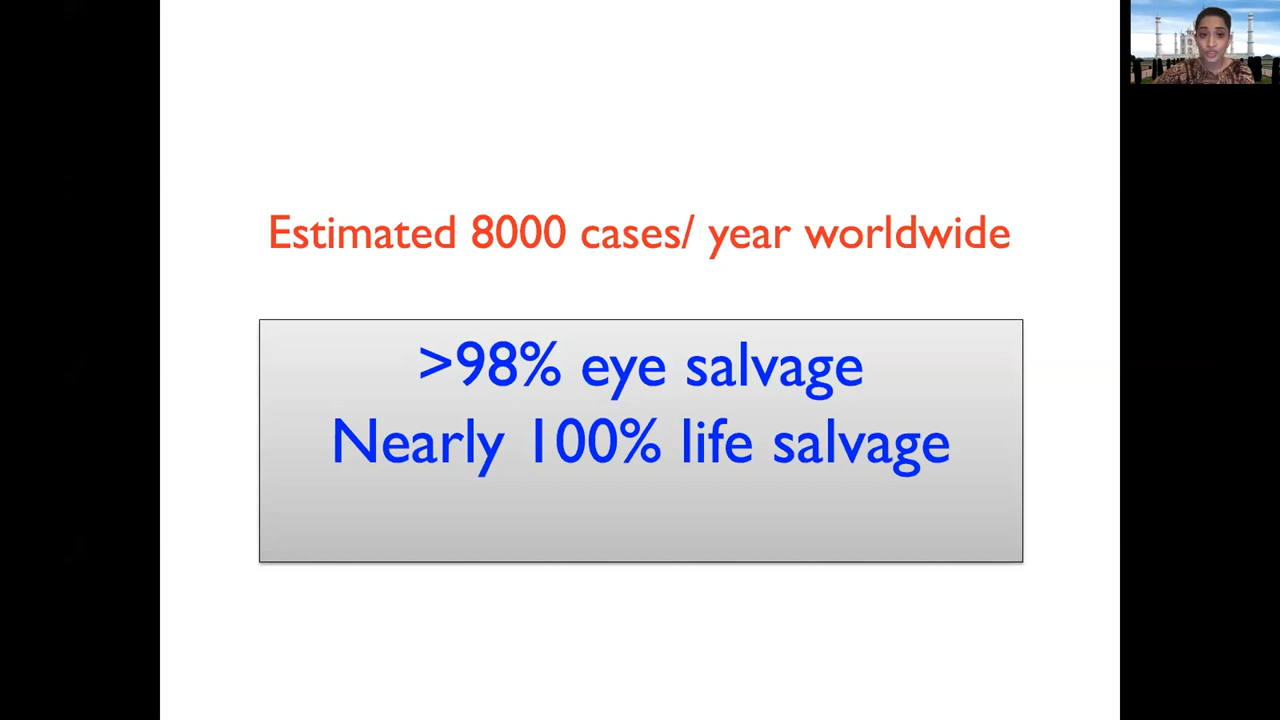 Estimated 8000 cases/ year worldwide
>98% eye salvage
Nearly 100% life salvage